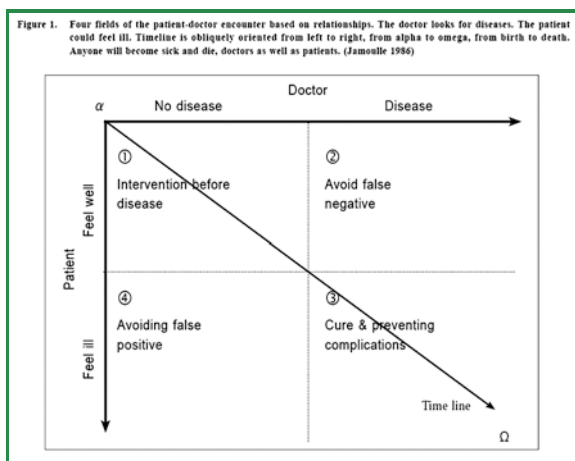 Figure 1. Four fields of the patient-doctor encounter based on relationships. The doctor looks for diseases. The patient
could feel ill. Timeline is obliquely oriented from left to right, from alpha to omega, from birth to death.
Anyone will become sick and die, doctors as well as patients. (Jamoulle 1986)
Doctor
α No disease Disease
Patient
Feel well
① Intervention before
disease
② Avoid false
negative
Feel ill
④ Avoiding false
positive
③ Cure & preventing
complications
Time line
Ω